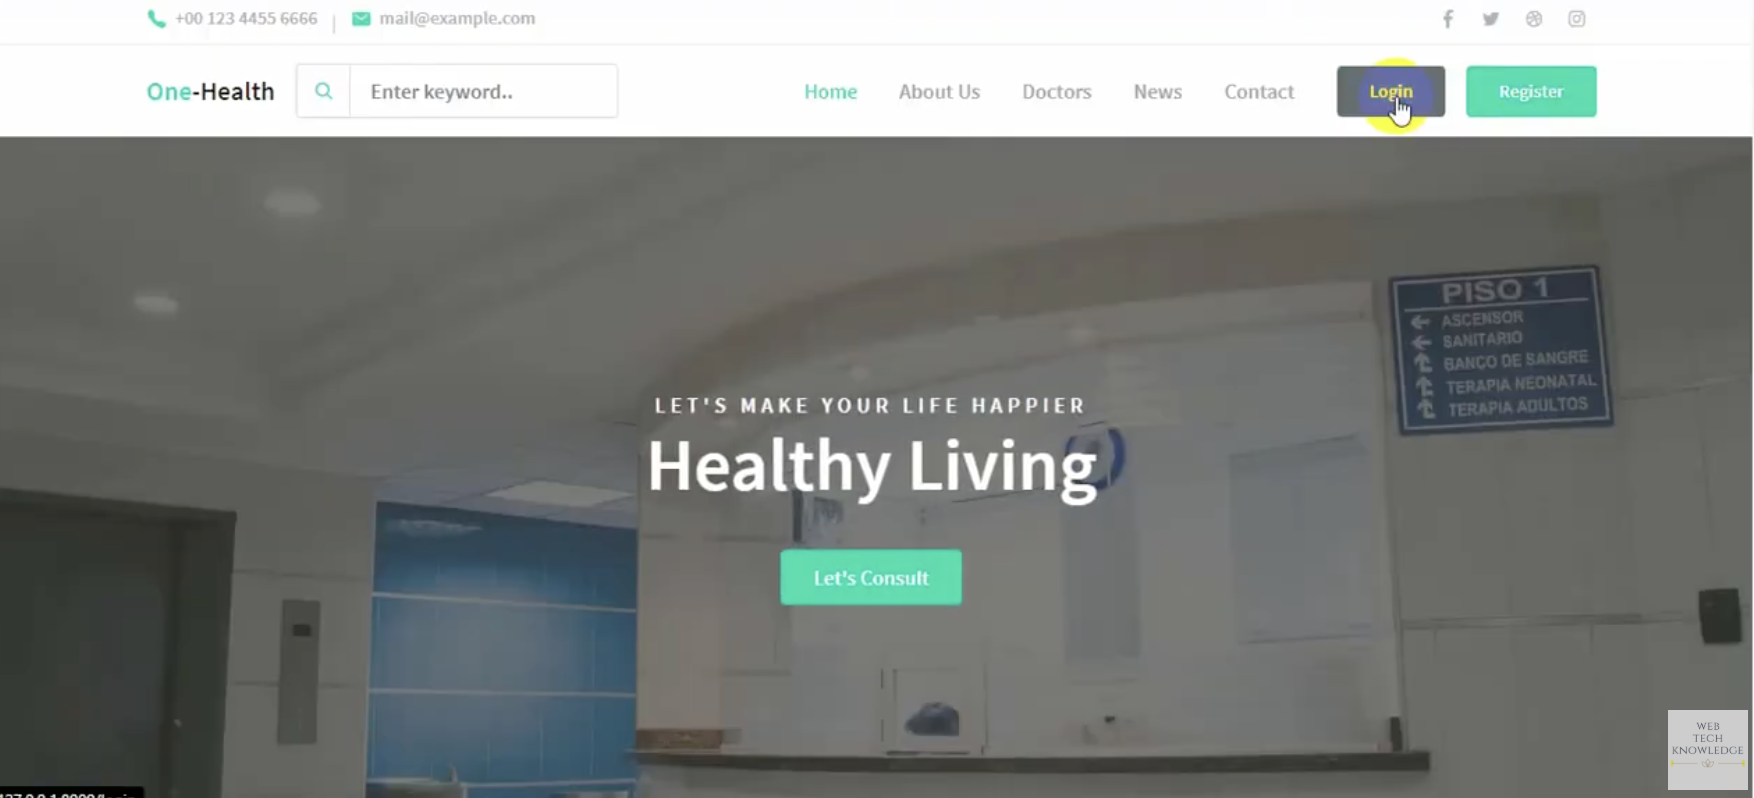 +00 123 4455 6666 | mail@example.com
One-Health
Enter keyword..
Home About Us Doctors News Contact Login Register
PISO 1
ASCENSOR
SANITARIO
BANCO DE SANGRE
TERAPIA NEONATAL
TERAPIA ADULTOS
LET'S MAKE YOUR LIFE HAPPIER
Healthy Living
Let's Consult
WEB
TECH
KNOWLEDGE